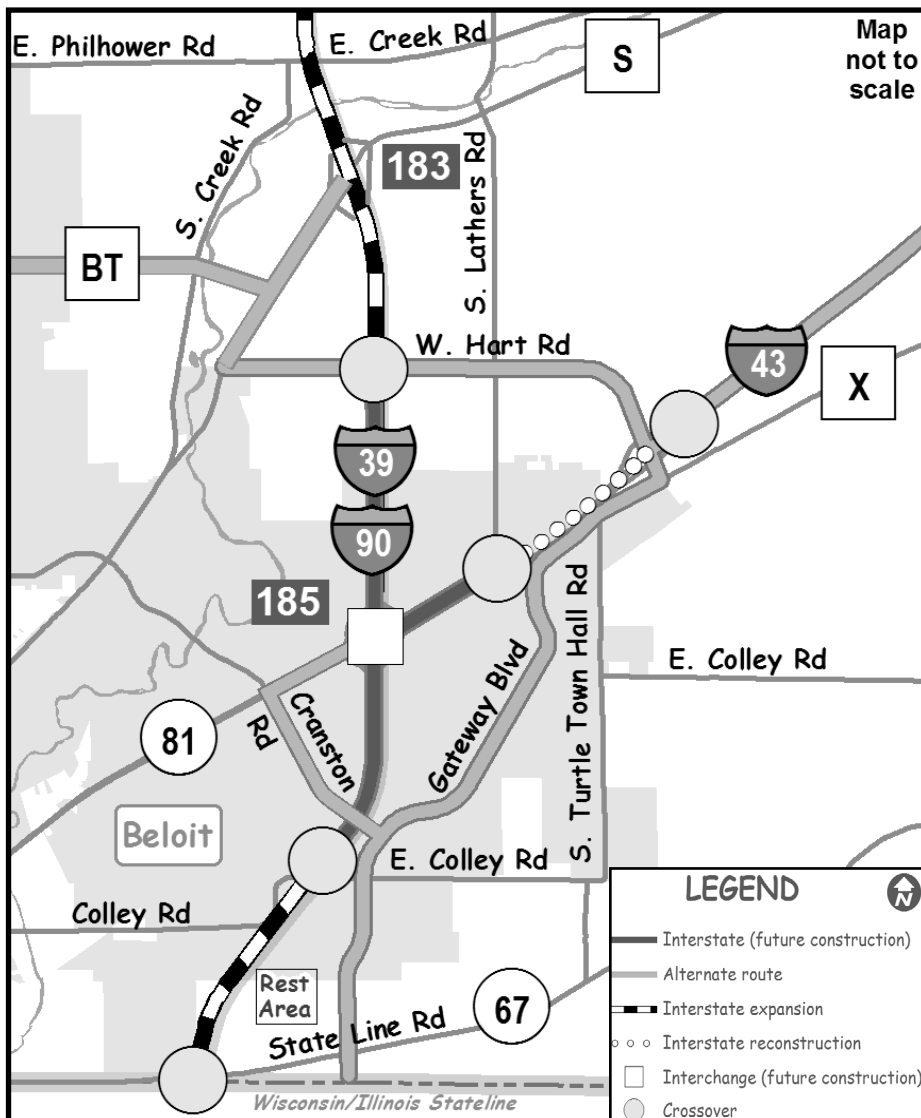 E. Philhower Rd
E. Creek Rd
S
Map
not to
scale
S. Creek Rd
183
S. Lathers Rd
BT
W. Hart Rd
43
X
39
90
185
S. Turtle Town Hall Rd
E. Colley Rd
Gateway Blvd
Cranston
Rd
81
Beloit
E. Colley Rd
Colley Rd
Rest
Area
67
State Line Rd
Wisconsin/Illinois Stateline
LEGEND
N
Interstate (future construction)
Alternate route
Interstate expansion
Interstate reconstruction
Interchange (future construction)
Crossover